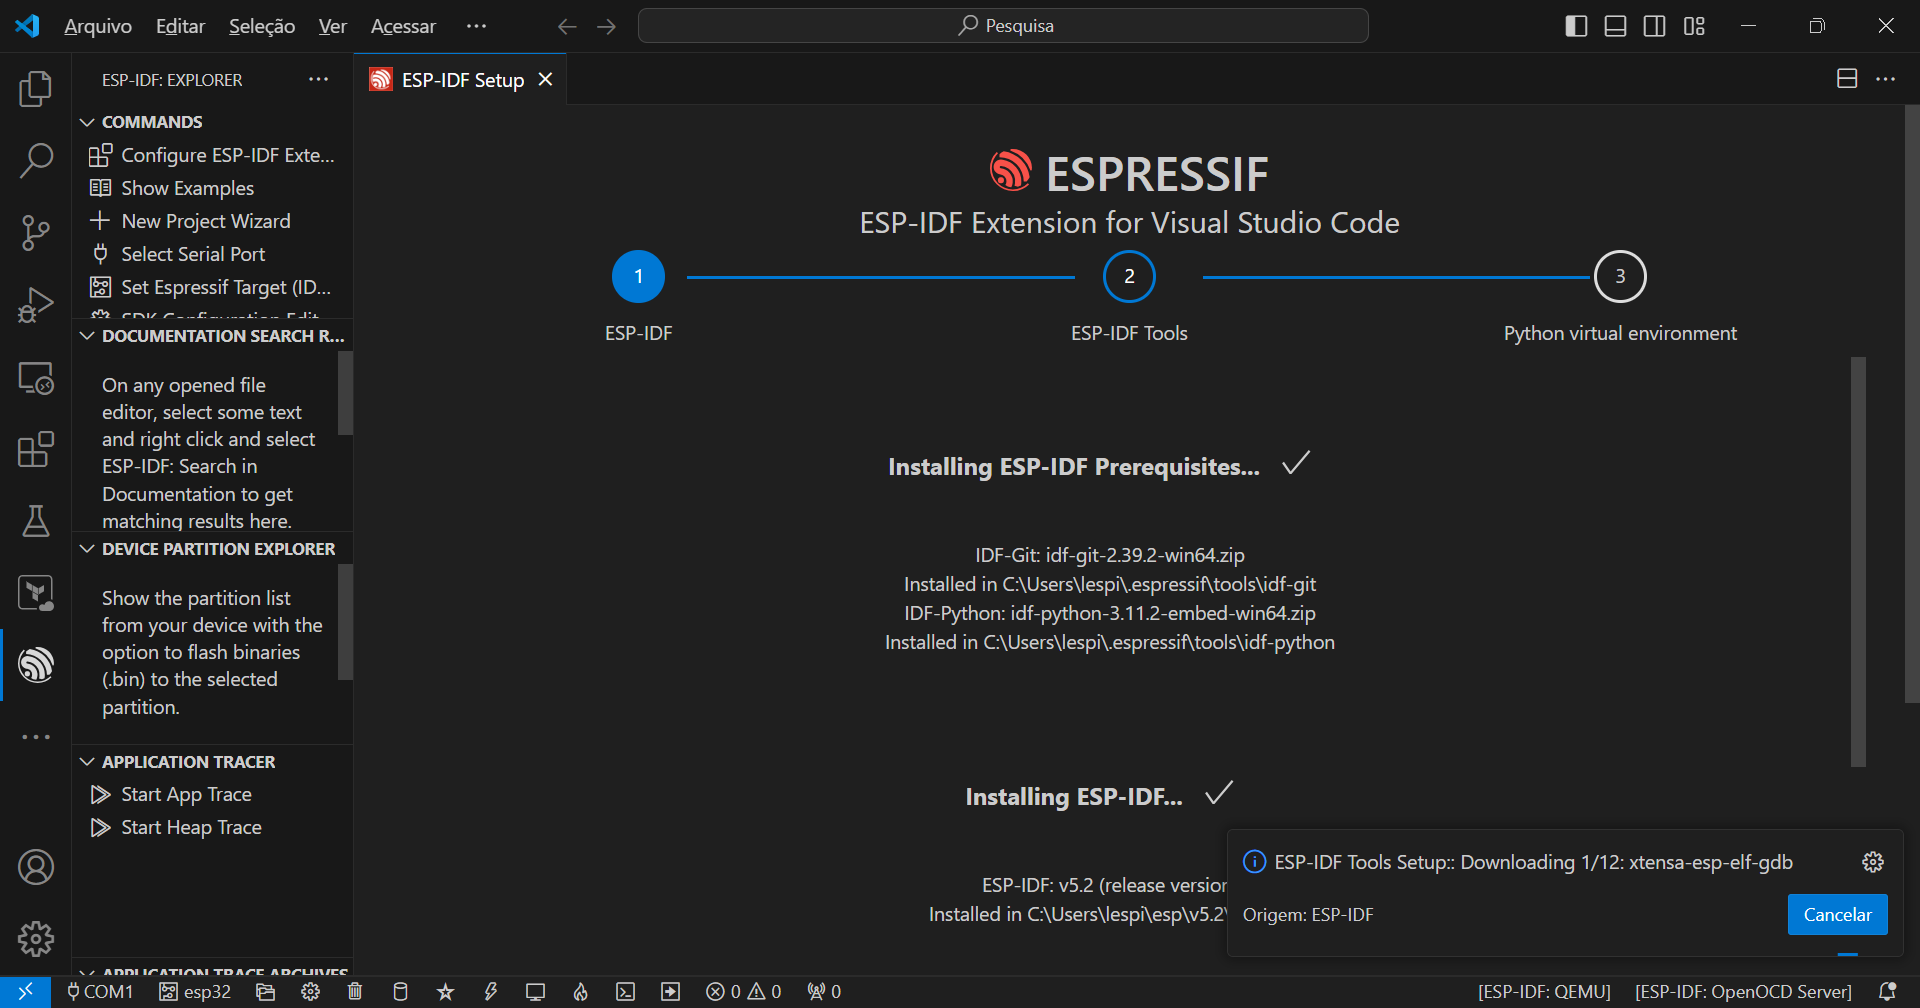 Arquivo Editar Seleção Ver Acessar ··· Pesquisa
ESP-IDF: EXPLORER
ESP-IDF Setup
COMMANDS
Configure ESP-IDF Exte...
Show Examples
New Project Wizard
Select Serial Port
Set Espressif Target (ID...
SDK Configuration Edit
DOCUMENTATION SEARCH R...
On any opened file
editor, select some text
and right click and select
ESP-IDF: Search in
Documentation to get
matching results here.
DEVICE PARTITION EXPLORER
Show the partition list
from your device with the
option to flash binaries
(.bin) to the selected
partition.
APPLICATION TRACER
Start App Trace
Start Heap Trace
APPLICATION TRACE ARCHIVES
ESPRESSIF
ESP-IDF Extension for Visual Studio Code
1 2 3
ESP-IDF ESP-IDF Tools Python virtual environment
Installing ESP-IDF Prerequisites...
IDF-Git: idf-git-2.39.2-win64.zip
Installed in C:\Users\lespi\.espressif\tools\idf-git
IDF-Python: idf-python-3.11.2-embed-win64.zip
Installed in C:\Users\lespi\.espressif\tools\idf-python
Installing ESP-IDF...
ESP-IDF: v5.2 (release version
Installed in C:\Users\lespi\esp\v5.2\
ESP-IDF Tools Setup:: Downloading 1/12: xtensa-esp-elf-gdb
Origem: ESP-IDF
Cancelar
COM1 esp32 0 0 0 [ESP-IDF: QEMU] [ESP-IDF: OpenOCD Server]